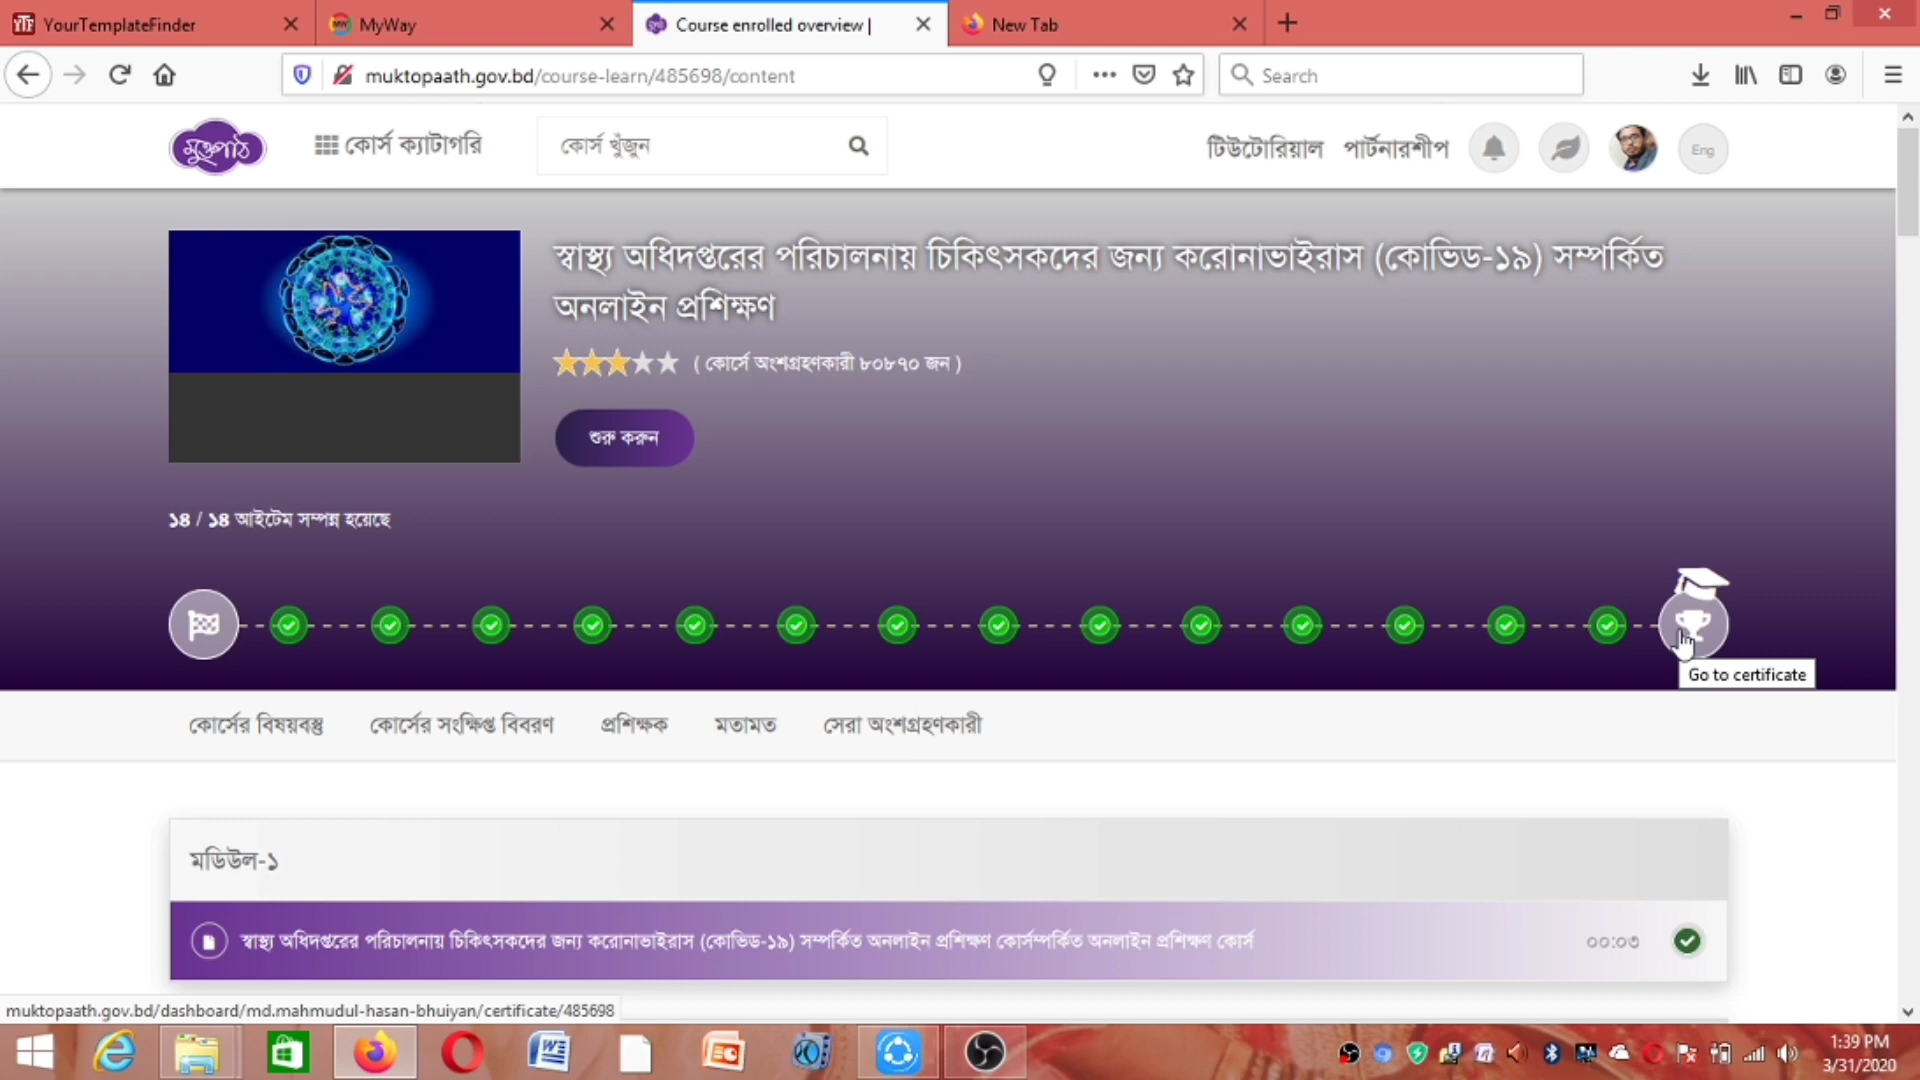 YourTemplateFinder
MyWay
Course enrolled overview |
New Tab
muktopaath.gov.bd/course-learn/485698/content
Search
মুক্তপাঠ
কোর্স ক্যাটাগরি
কোর্স খুঁজুন
টিউটোরিয়াল
পার্টনারশীপ
Eng
স্বাস্থ্য অধিদপ্তরের পরিচালনায় চিকিৎসকদের জন্য করোনাভাইরাস (কোভিড-১৯) সম্পর্কিত
অনলাইন প্রশিক্ষণ
( কোর্সে অংশগ্রহণকারী ৮০৮৭০ জন )
শুরু করুন
১৪ / ১৪ আইটেম সম্পন্ন হয়েছে
Go to certificate
কোর্সের বিষয়বস্তু
কোর্সের সংক্ষিপ্ত বিবরণ
প্রশিক্ষক
মতামত
সেরা অংশগ্রহণকারী
মডিউল-১
স্বাস্থ্য অধিদপ্তরের পরিচালনায় চিকিৎসকদের জন্য করোনাভাইরাস (কোভিড-১৯) সম্পর্কিত অনলাইন প্রশিক্ষণ কোর্সম্পর্কিত অনলাইন প্রশিক্ষণ কোর্স
০০:০৩
muktopaath.gov.bd/dashboard/md.mahmudul-hasan-bhuiyan/certificate/485698
1:39 PM
3/31/2020